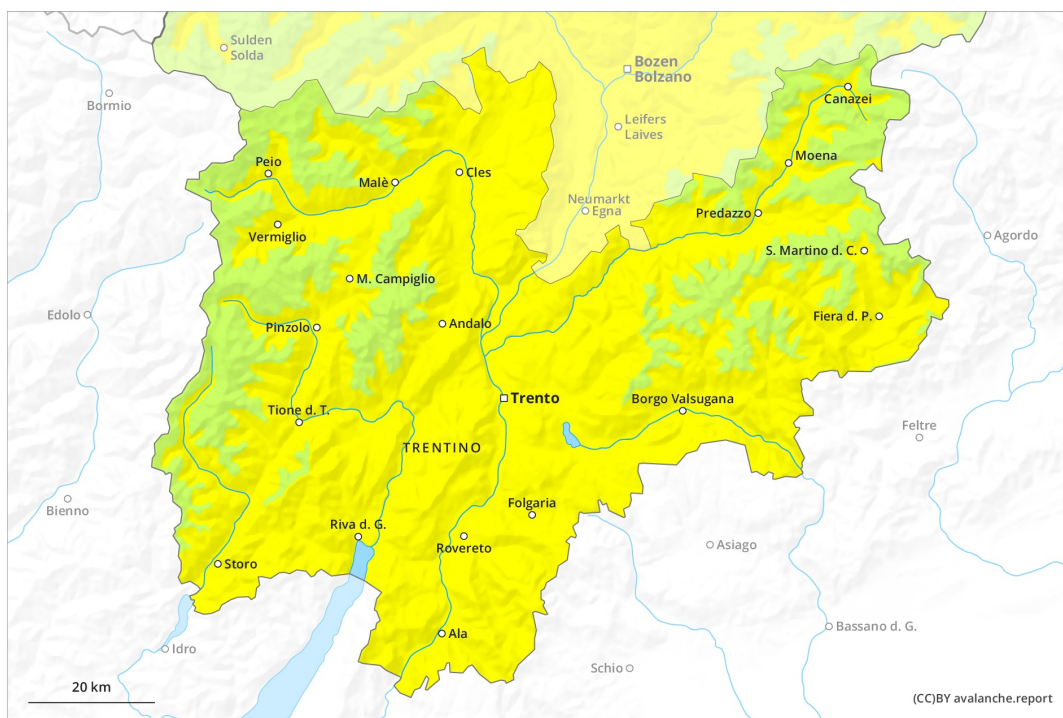 Sulden
Solda
Bozen
Bolzano
Bormio
Canazei
Leifers
Laives
Peio
Moena
Malè
Cles
Neumarkt
Egna
Predazzo
Vermiglio
Agordo
S. Martino d. C.
M. Campiglio
Edolo
Pinzolo
Andalo
Fiera d. P.
Trento
Borgo Valsugana
Tione d. T.
Feltre
TRENTINO
Bienno
Folgaria
Riva d. G.
Rovereto
Asiago
Storo
Ala
Bassano d. G.
Idro
Schio
20 km
(CC)BY avalanche.report